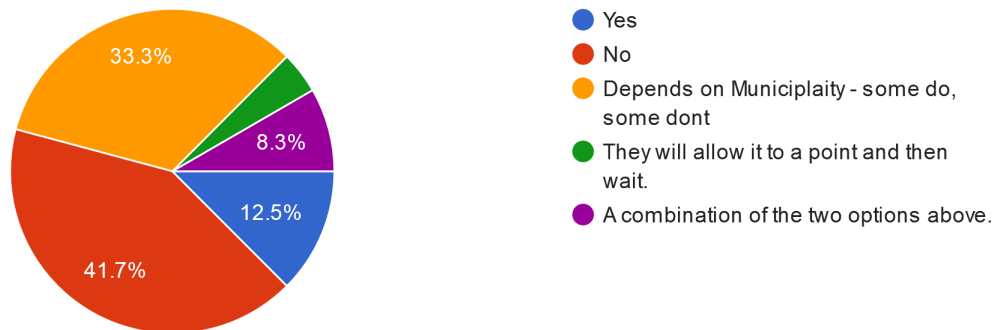 33.3%
8.3%
12.5%
41.7%
Yes
No
Depends on Municiplaity - some do,
some dont
They will allow it to a point and then
wait.
A combination of the two options above.